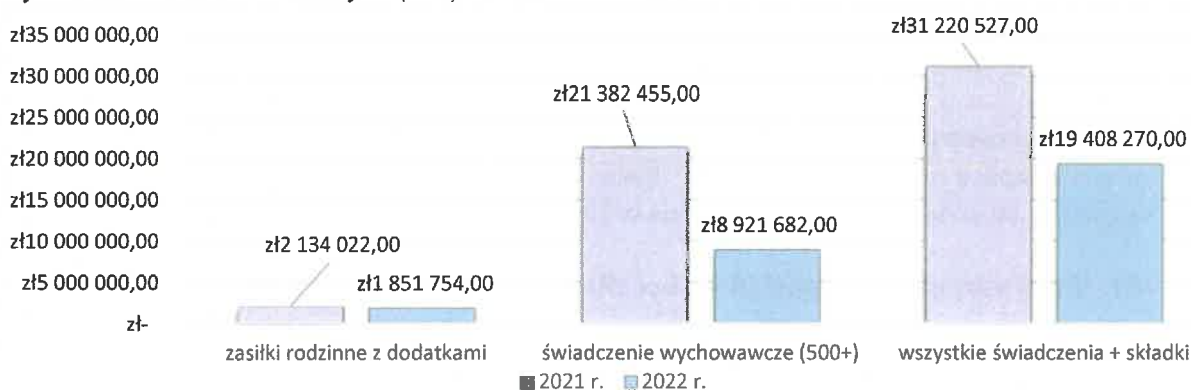 zł35 000 000,00
zł30 000 000,00
zł25 000 000,00
zł20 000 000,00
zł15 000 000,00
zł10 000 000,00
zł5 000 000,00
zł-
zł2 134 022,00
zł1 851 754,00
zł21 382 455,00
zł8 921 682,00
zł31 220 527,00
zł19 408 270,00
zasiłki rodzinne z dodatkami
świadczenie wychowawcze (500+)
wszystkie świadczenia + składki
2021 r. 2022 r.